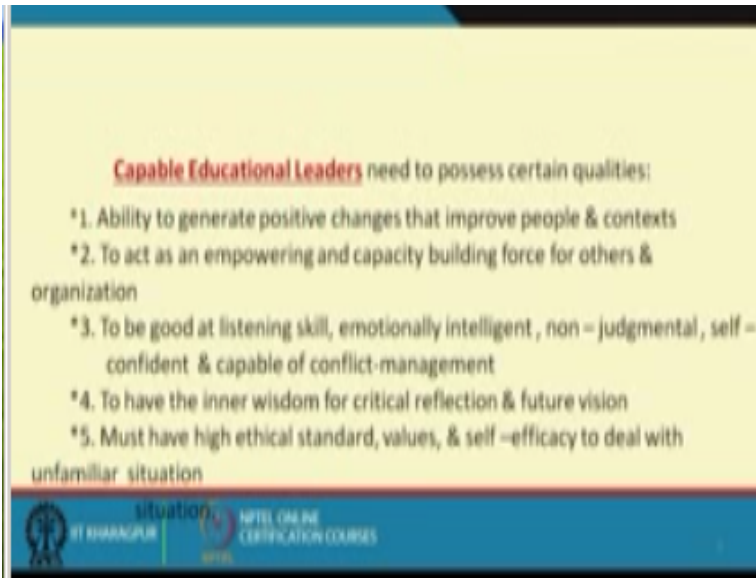 Capable Educational Leaders need to possess certain qualities:
*1. Ability to generate positive changes that improve people & contexts
*2. To act as an empowering and capacity building force for others &
organization
*3. To be good at listening skill, emotionally intelligent , non – judgmental, self –
confident & capable of conflict-management
*4. To have the inner wisdom for critical reflection & future vision
*5. Must have high ethical standard, values, & self –efficacy to deal with
unfamiliar situation
situation.
IIT KHARAGPUR
NPTEL
NPTEL ONLINE
CERTIFICATION COURSES